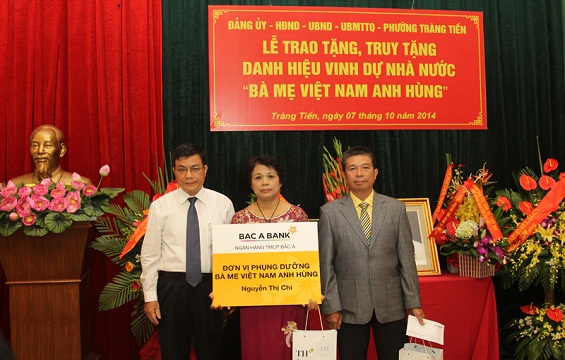 ĐẢNG ỦY - HĐND - UBND - UBMTTQ - PHƯỜNG TRÀNG TIỀN
LỄ TRAO TẶNG, TRUY TẶNG
DANH HIỆU VINH DỰ NHÀ NƯỚC
"BÀ MẸ VIỆT NAM ANH HÙNG"
Tràng Tiền, ngày 07 tháng 10 năm 2014
BAC A BANK
NGÂN HÀNG TMCP BẮC Á
ĐƠN VỊ PHỤNG DƯỠNG
BÀ MẸ VIỆT NAM ANH HÙNG
Nguyễn Thị Chi
TH